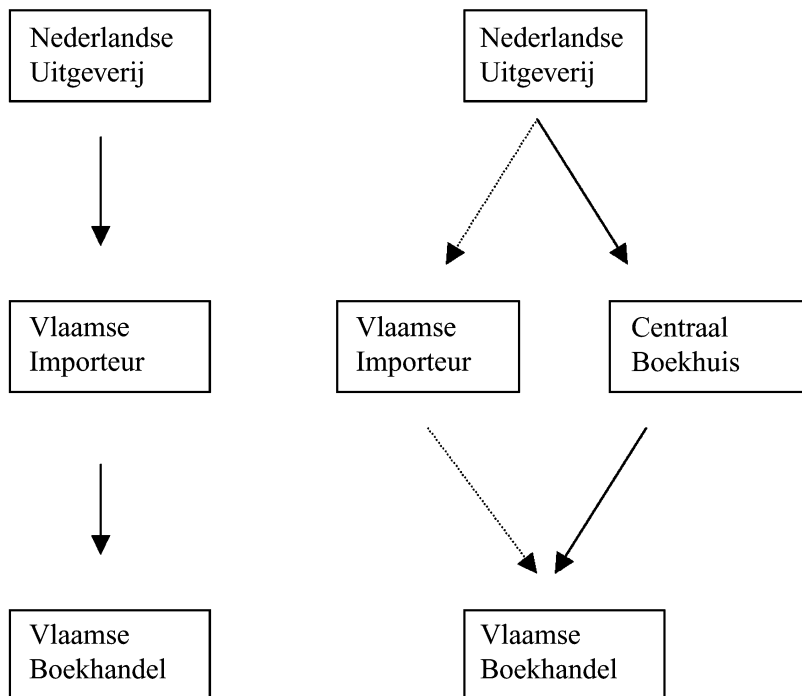 Nederlandse
Uitgeverij
Nederlandse
Uitgeverij
Vlaamse
Importeur
Vlaamse
Importeur
Centraal
Boekhuis
Vlaamse
Boekhandel
Vlaamse
Boekhandel